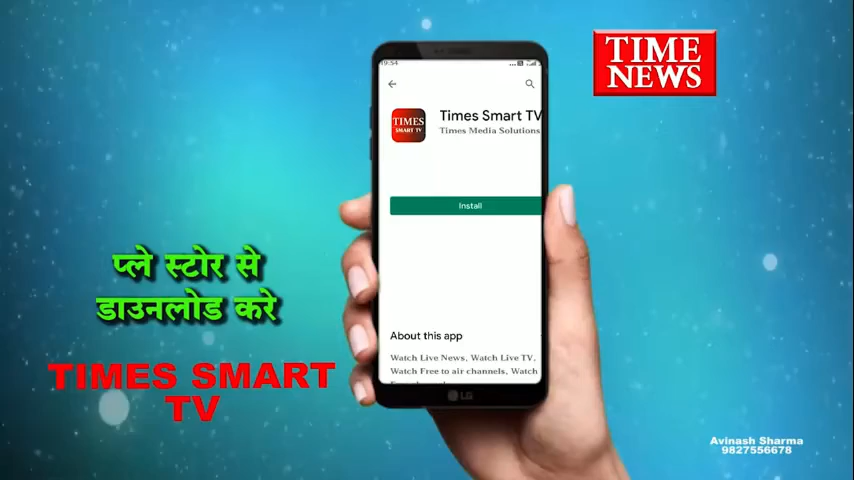 TIME
NEWS
19:54
Times Smart TV
Times Media Solutions
TIMES
SMART TV
Install
प्ले स्टोर से
डाउनलोड करे
TIMES SMART
TV
About this app
Watch Live News, Watch Live TV,
Watch Free to air channels, Watch
LG
Avinash Sharma
9827556678